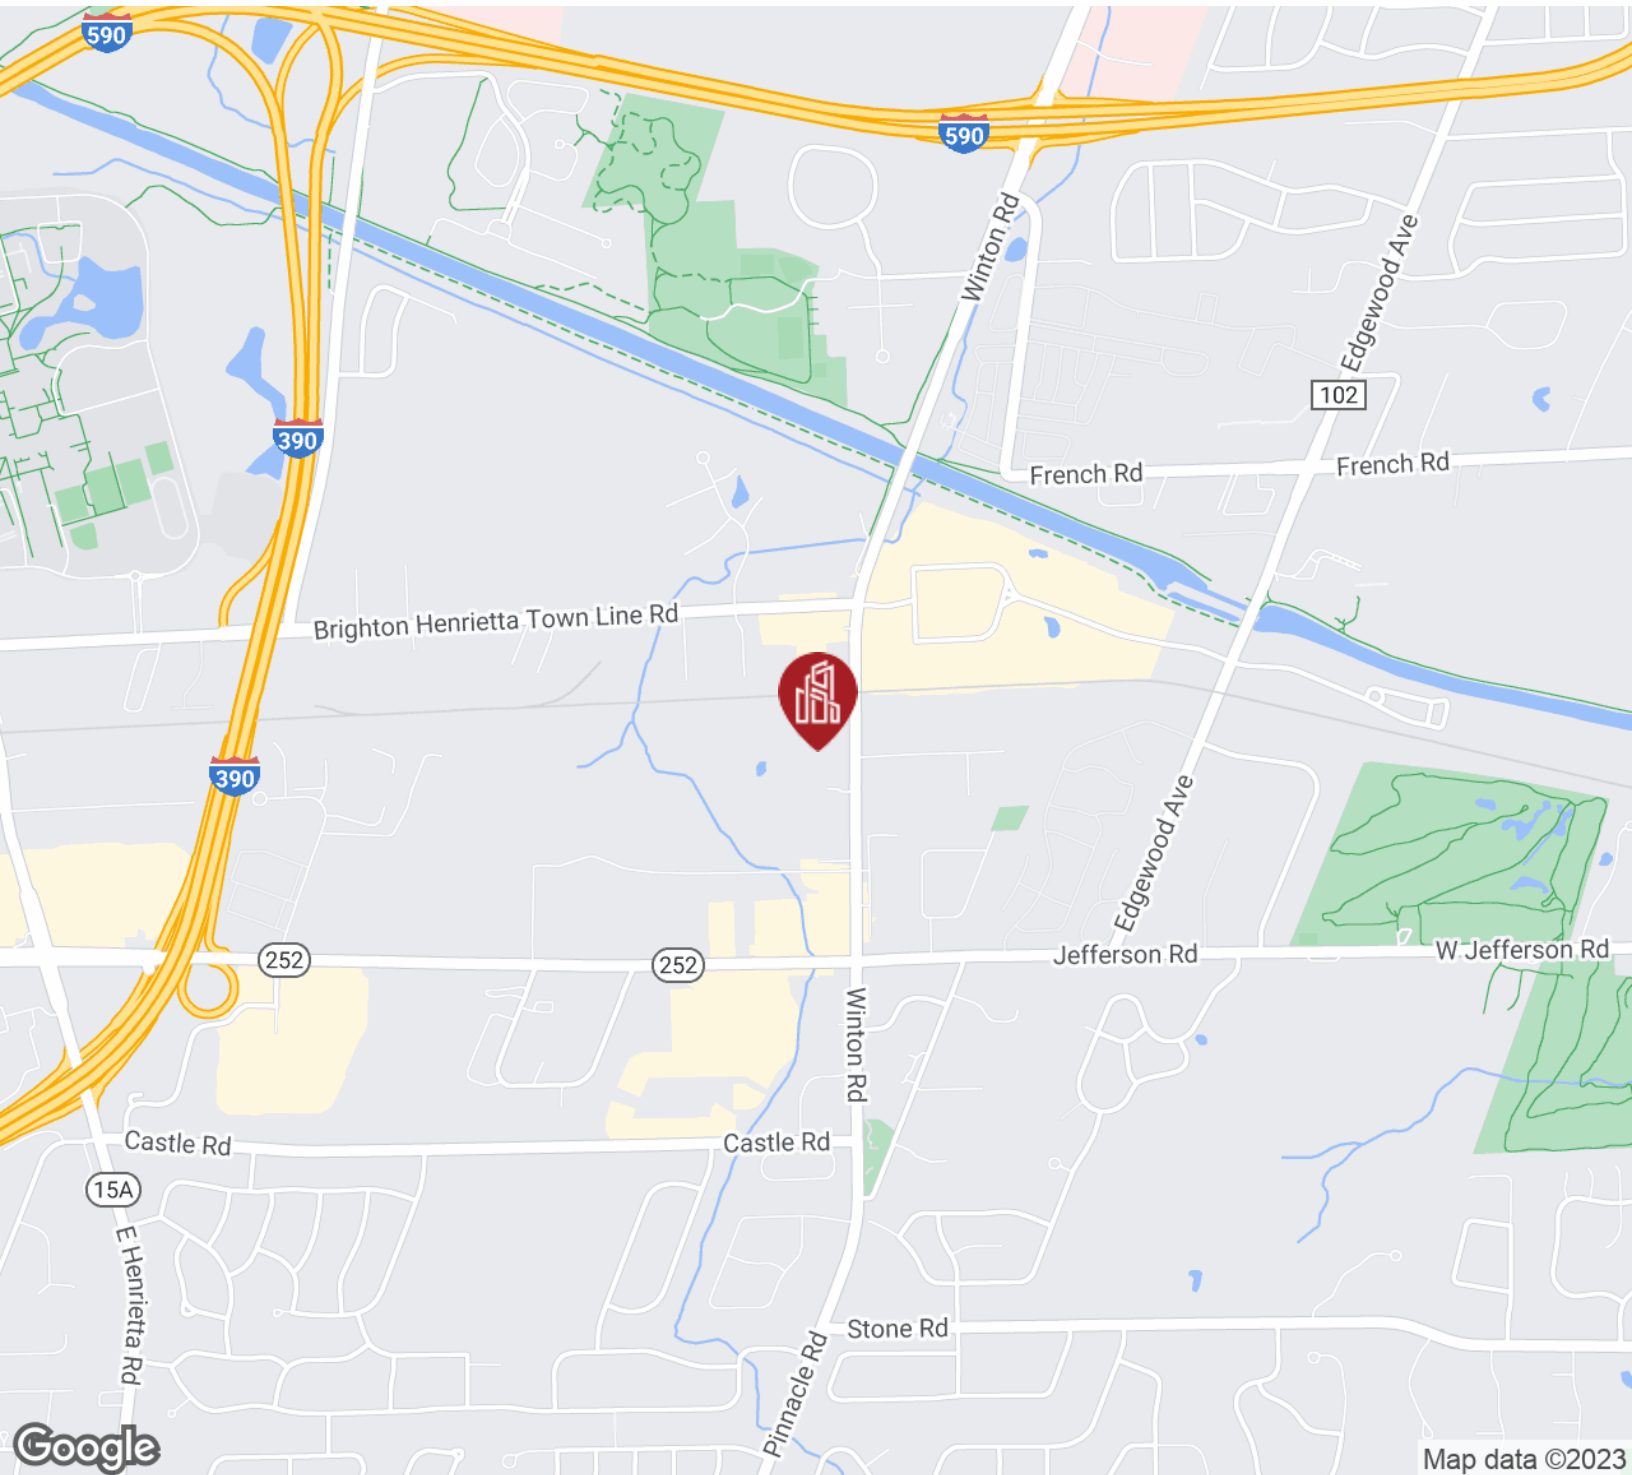 590
590
Winton Rd
Edgewood Ave
102
390
French Rd
French Rd
Brighton Henrietta Town Line Rd
390
Edgewood Ave
252
252
Jefferson Rd
W Jefferson Rd
Winton Rd
Castle Rd
Castle Rd
15A
E Henrietta Rd
Stone Rd
Pinnacle Rd
Google
Map data ©2023